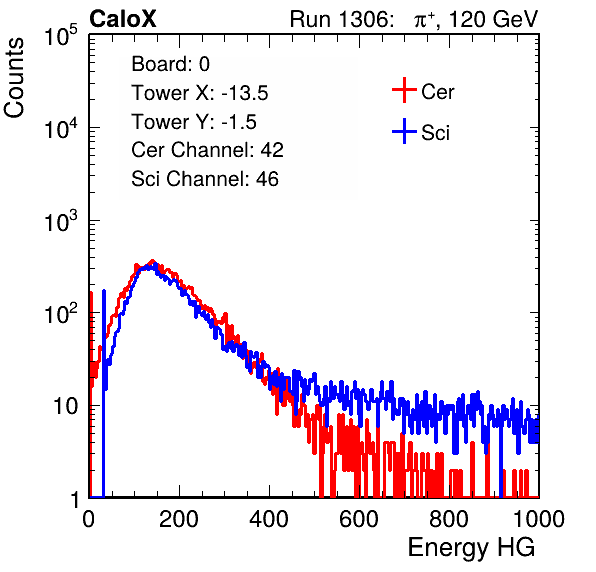 CaloX Run 1306: π⁺, 120 GeV
Counts
Board: 0
Tower X: -13.5
Tower Y: -1.5
Cer Channel: 42
Sci Channel: 46
Cer
Sci
10⁵
10⁴
10³
10²
10
1
0 200 400 600 800 1000
Energy HG